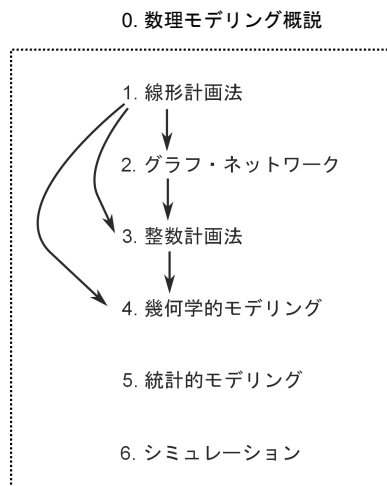 0. 数理モデリング概説
1. 線形計画法
2. グラフ・ネットワーク
3. 整数計画法
4. 幾何学的モデリング
5. 統計的モデリング
6. シミュレーション